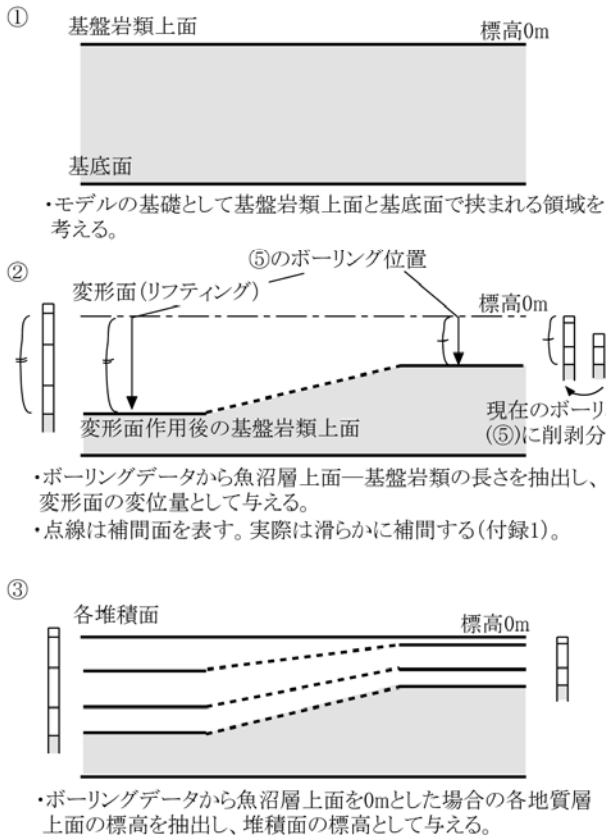 ①
基盤岩類上面
標高0m
基底面
・モデルの基礎として基盤岩類上面と基底面で挟まれる領域を
考える。
②
⑤のボーリング位置
変形面(リフティング)
標高0m
変形面作用後の基盤岩類上面
現在のボーリ
(⑤)に削剥分
・ボーリングデータから魚沼層上面―基盤岩類の長さを抽出し、
変形面の変位量として与える。
・点線は補間面を表す。実際は滑らかに補間する(付録1)。
③
各堆積面
標高0m
・ボーリングデータから魚沼層上面を0mとした場合の各地質層
上面の標高を抽出し、堆積面の標高として与える。